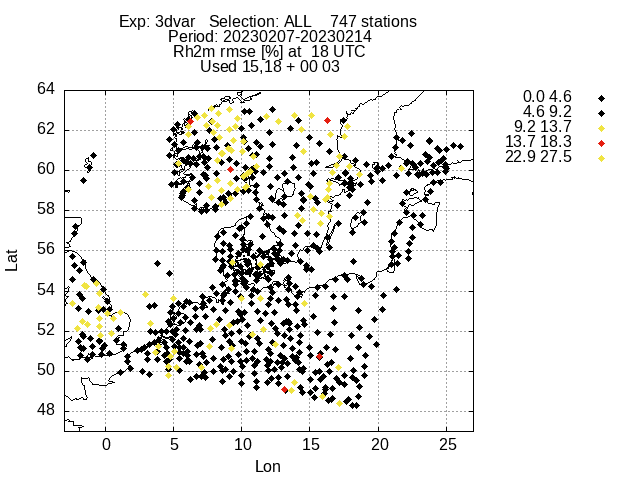 Exp: 3dvar   Selection: ALL    747 stations
Period: 20230207-20230214
Rh2m rmse [%] at  18 UTC
Used 15,18 + 00 03
0.0 4.6
4.6 9.2
9.2 13.7
13.7 18.3
22.9 27.5
64
62
60
58
56
54
52
50
48
Lat
0 5 10 15 20 25
Lon